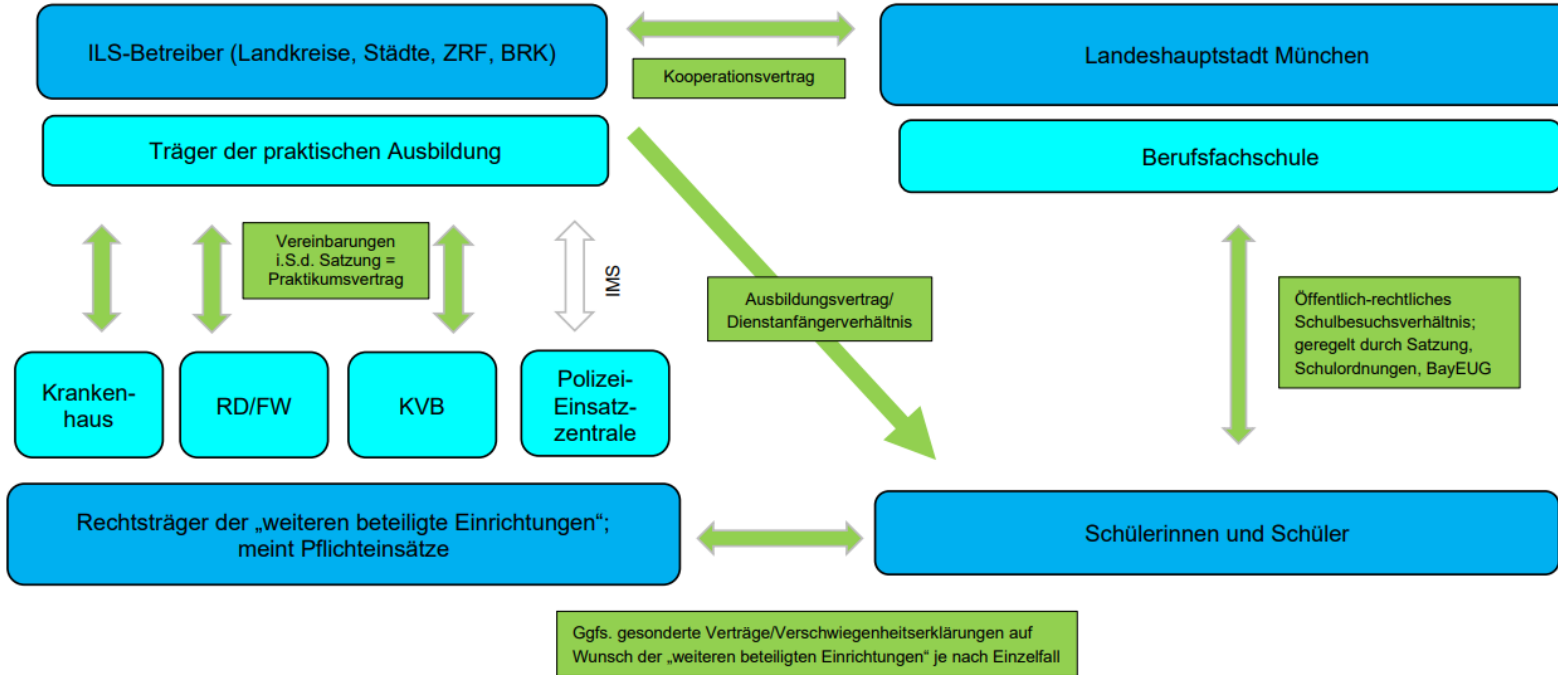 ILS-Betreiber (Landkreise, Städte, ZRF, BRK)
Kooperationsvertrag
Landeshauptstadt München
Träger der praktischen Ausbildung
Berufsfachschule
Vereinbarungen
i.S.d. Satzung =
Praktikumsvertrag
IMS
Ausbildungsvertrag/
Dienstanfängerverhältnis
Öffentlich-rechtliches
Schulbesuchsverhältnis;
geregelt durch Satzung,
Schulordnungen, BayEUG
Kranken-
haus
RD/FW
KVB
Polizei-
Einsatz-
zentrale
Rechtsträger der „weiteren beteiligte Einrichtungen“;
meint Pflichteinsätze
Schülerinnen und Schüler
Ggfs. gesonderte Verträge/Verschwiegenheitserklärungen auf
Wunsch der „weiteren beteiligten Einrichtungen“ je nach Einzelfall